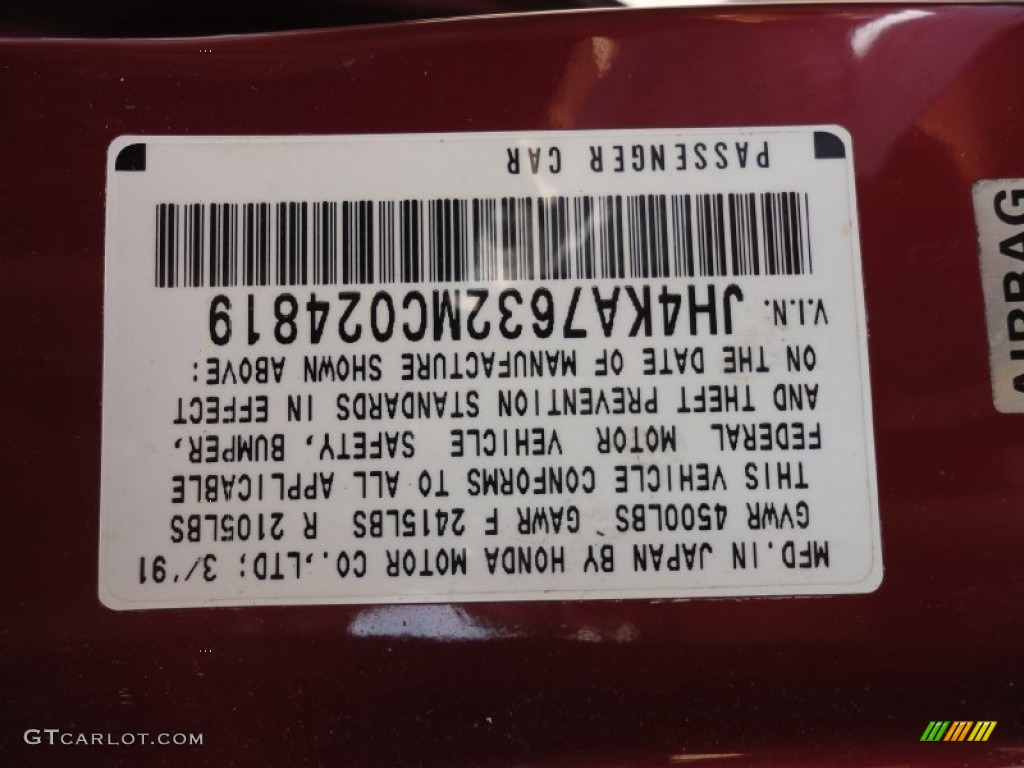 MFD. IN JAPAN BY HONDA MOTOR CO.,LTD; 3/'91
GVWR 4500LBS GAWR F 2415LBS R 2105LBS
THIS VEHICLE CONFORMS TO ALL APPLICABLE
FEDERAL MOTOR VEHICLE SAFETY, BUMPER,
AND THEFT PREVENTION STANDARDS IN EFFECT
ON THE DATE OF MANUFACTURE SHOWN ABOVE:
V.I.N. JH4KA7632MC024819
PASSENGER CAR
AIRBAG
GTCARLOT.COM